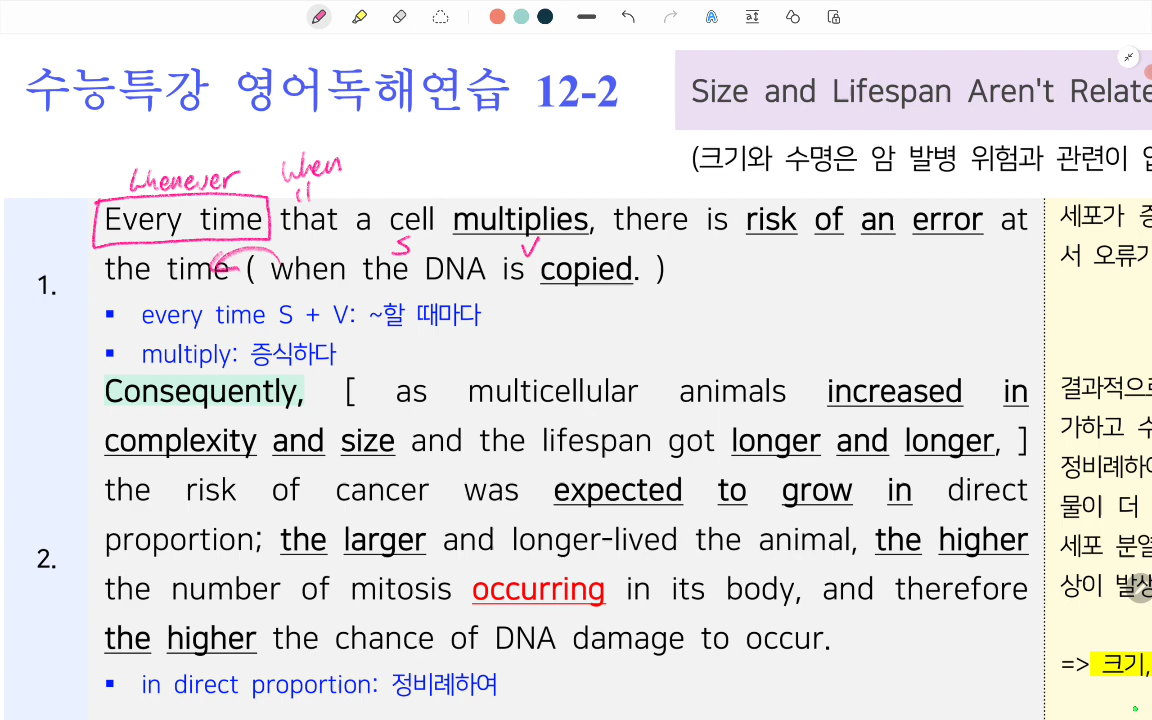 수능특강 영어독해연습 12-2
Size and Lifespan Aren't Relate
(크기와 수명은 암 발병 위험과 관련이
whenever when
Every time that a cell multiplies, there is risk of an error at
s v
the time ( when the DNA is copied. )
1.
▪ every time S + V: ~할 때마다
▪ multiply: 증식하다
세포가
서 오류가
Consequently, [ as multicellular animals increased in
complexity and size and the lifespan got longer and longer, ]
the risk of cancer was expected to grow in direct
proportion; the larger and longer-lived the animal, the higher
2.
the number of mitosis occurring in its body, and therefore
the higher the chance of DNA damage to occur.
▪ in direct proportion: 정비례하여
결과적으로
가하고 수
정비례하여
물이 더
세포 분열
상이 발생
=> 크기,